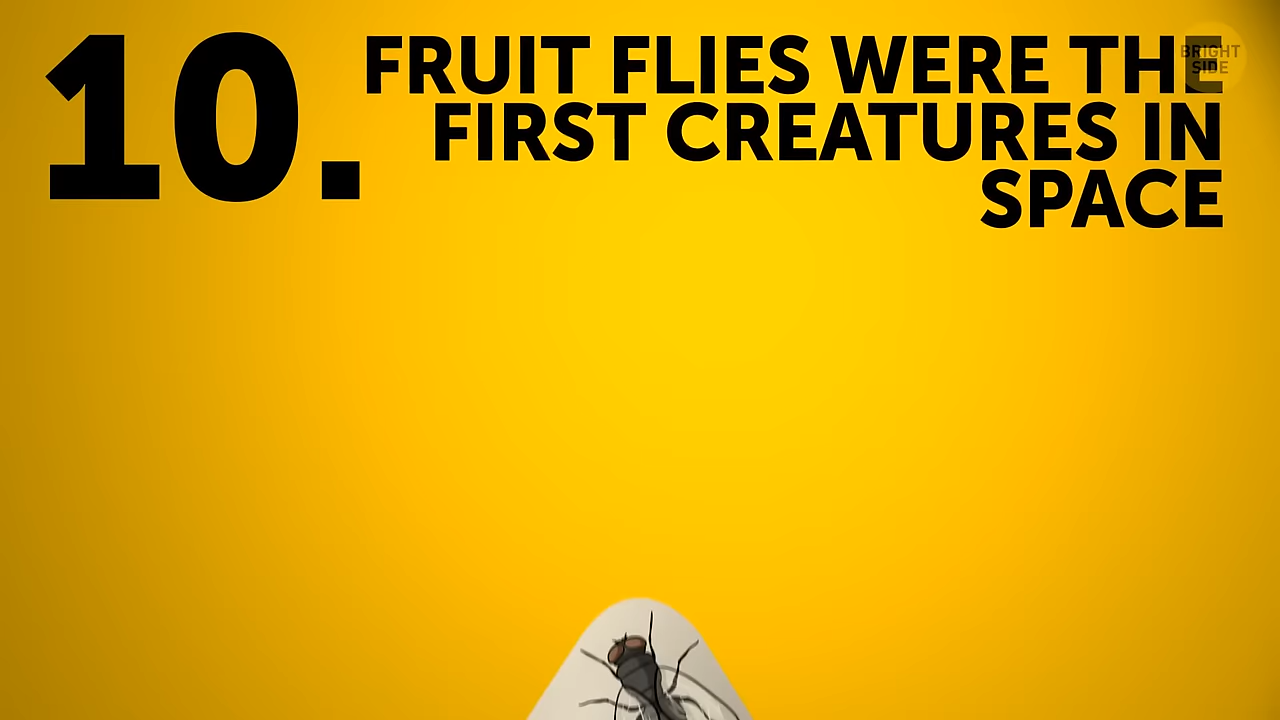 10.
FRUIT FLIES WERE THE
FIRST CREATURES IN
SPACE
BRIGHT
SIDE